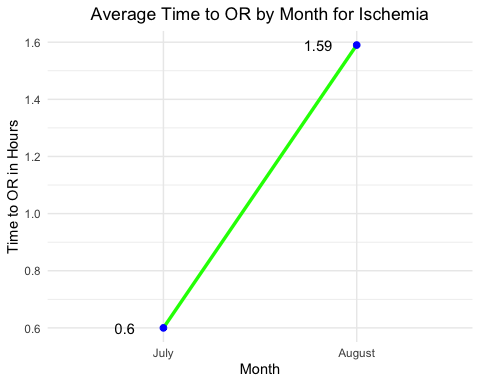 Average Time to OR by Month for Ischemia
1.6
1.4
1.2
1.0
0.8
0.6
Time to OR in Hours
1.59
0.6
July
August
Month